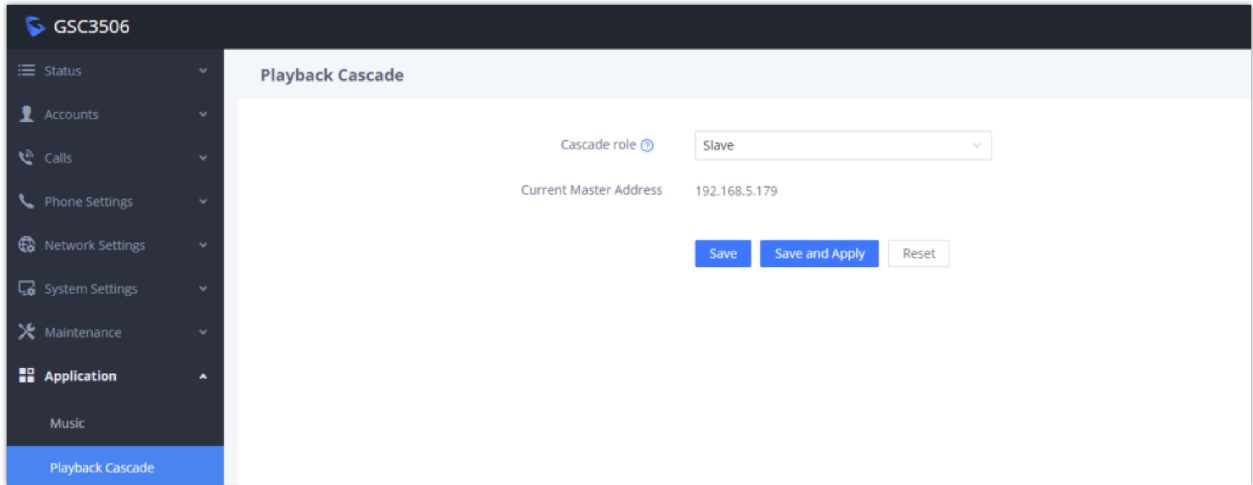 GSC3506
Status
Accounts
Calls
Phone Settings
Network Settings
System Settings
Maintenance
Application
Music
Playback Cascade
Playback Cascade
Cascade role
Slave
Current Master Address
192.168.5.179
Save
Save and Apply
Reset